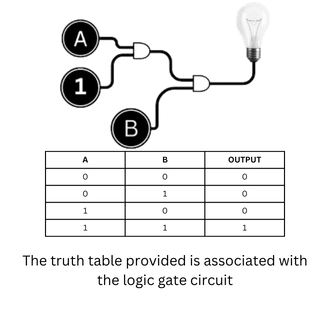 A
1
B
A B OUTPUT
0 0 0
0 1 0
1 0 0
1 1 1
The truth table provided is associated with
the logic gate circuit